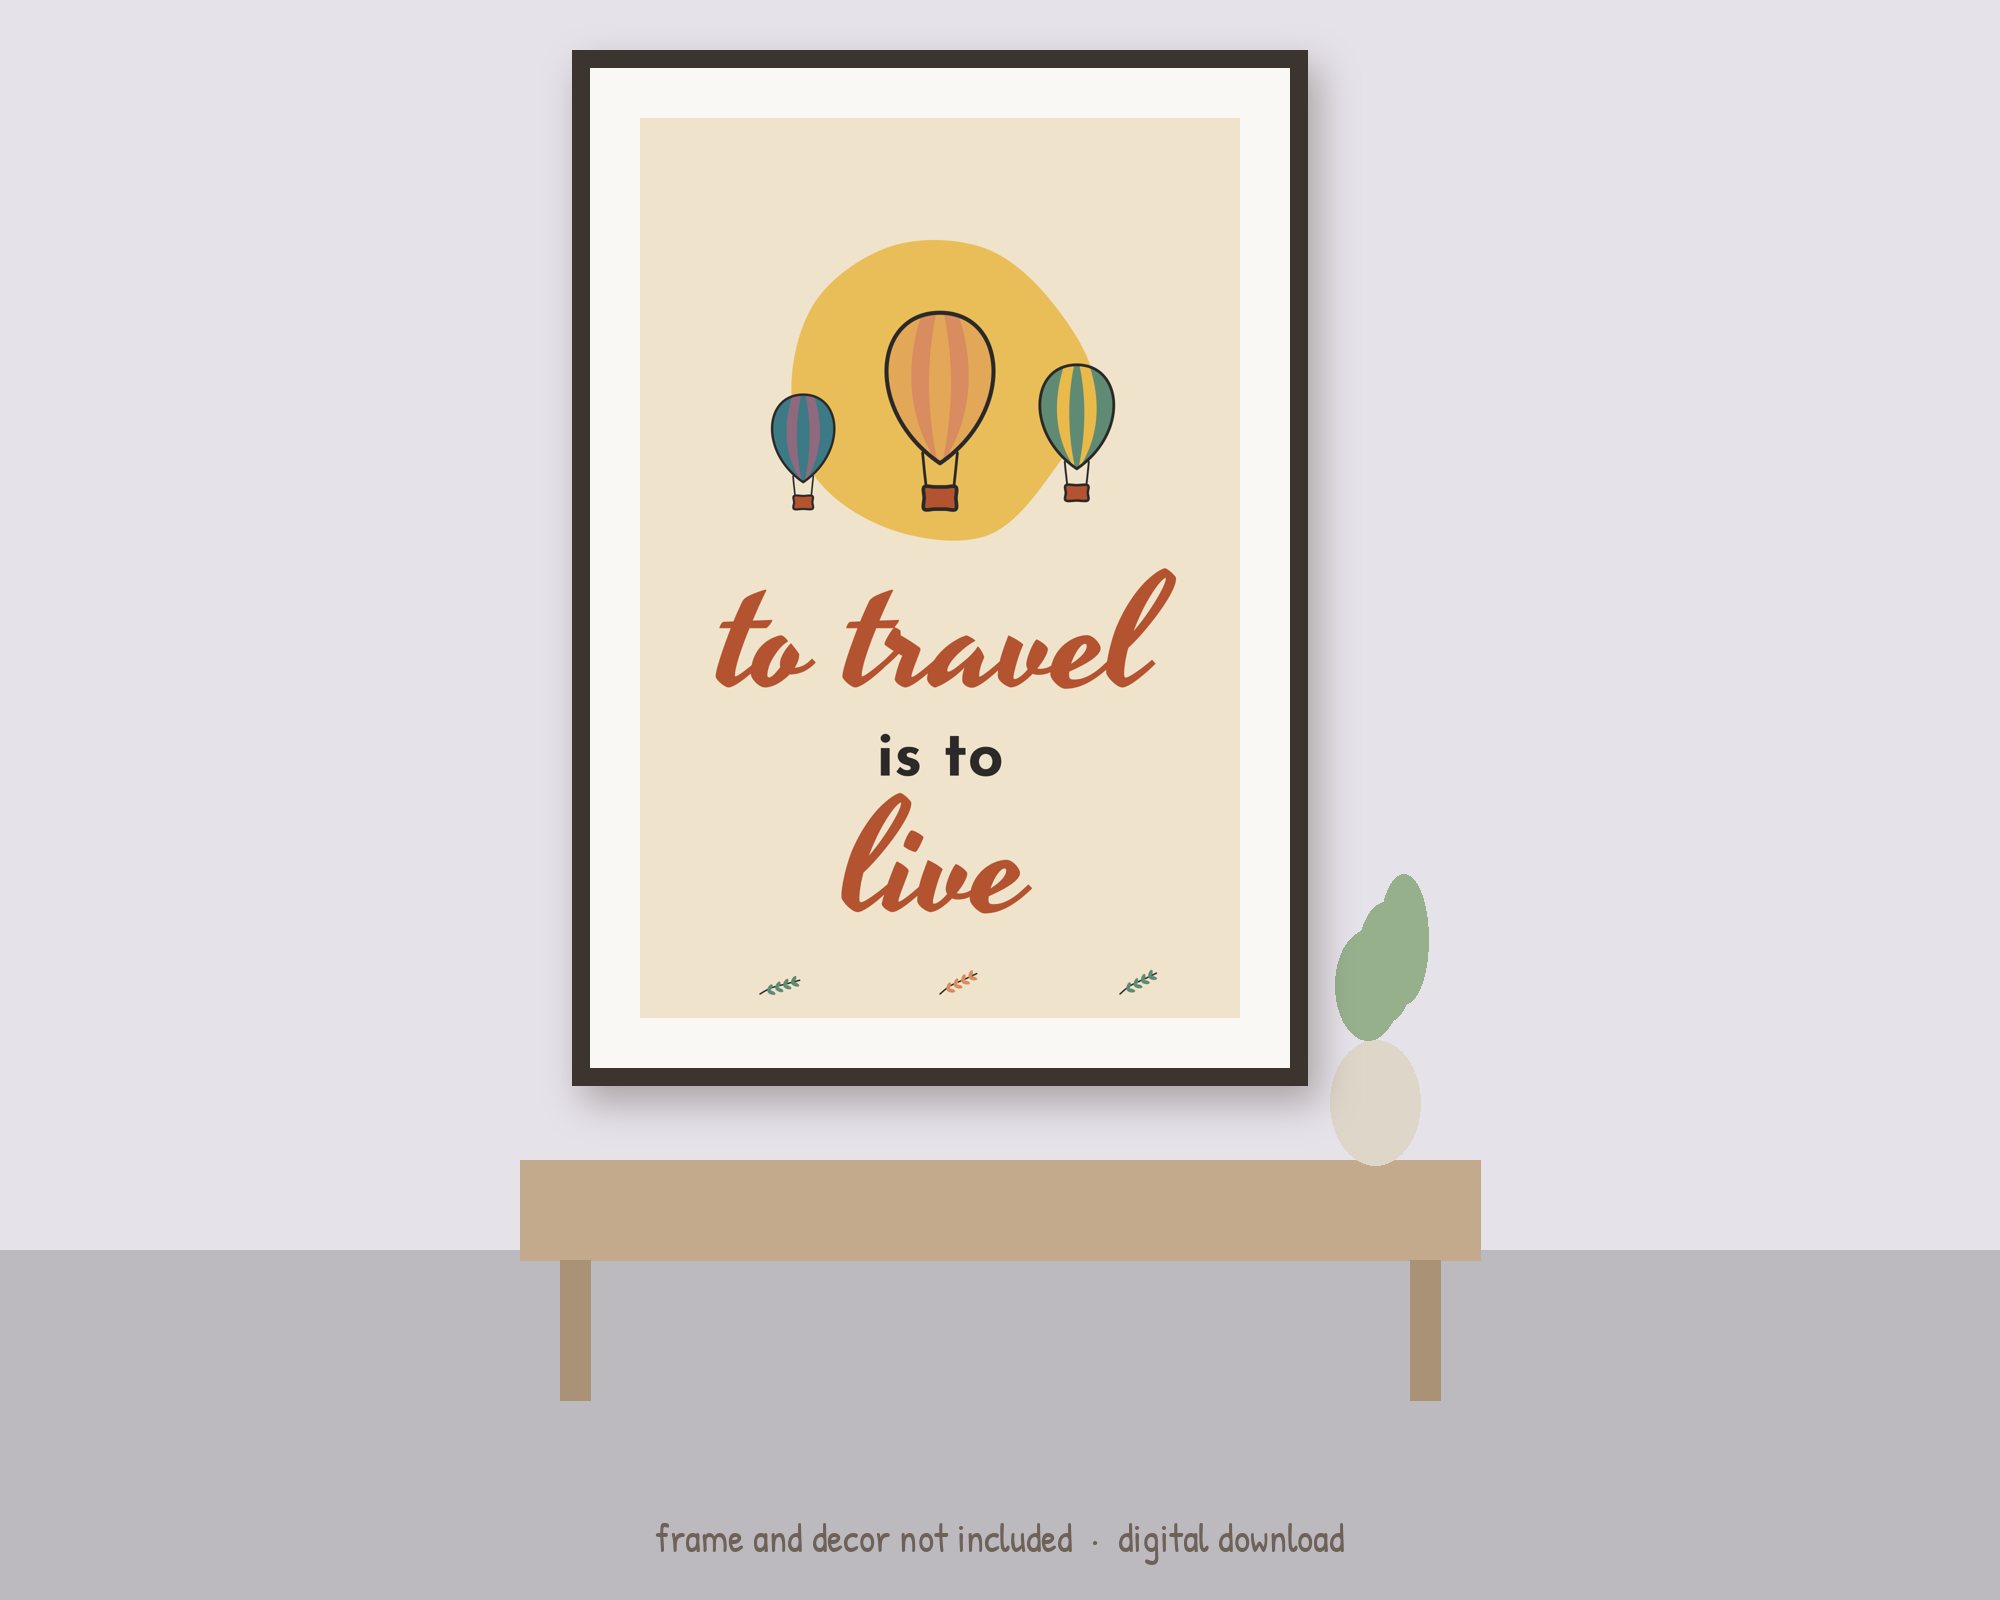 to travel
is to
live
frame and decor not included · digital download